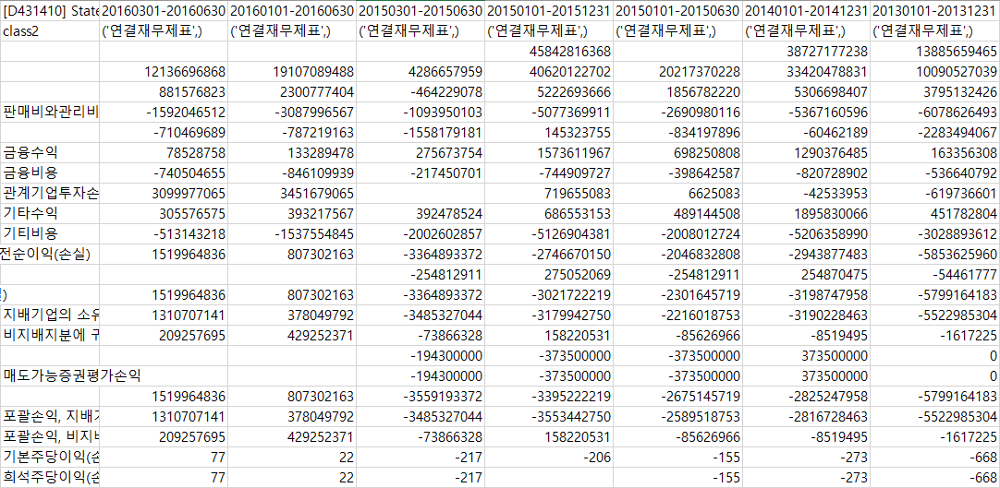 [D431410] State 20160301-20160630 20160101-20160630 20150301-20150630 20150101-20151231 20150101-20150630 20140101-20141231 20130101-20131231
class2 ('연결재무제표',) ('연결재무제표',) ('연결재무제표',) ('연결재무제표',) ('연결재무제표',) ('연결재무제표',) ('연결재무제표',)
45842816368 38727177238 13885659465
12136696868 19107089488 4286657959 40620122702 20217370228 33420478831 10090527039
881576823 2300777404 -464229078 5222693666 1856782220 5306698407 3795132426
판매비와관리비 -1592046512 -3087996567 -1093950103 -5077369911 -2690980116 -5367160596 -6078626493
-710469689 -787219163 -1558179181 145323755 -834197896 -60462189 -2283494067
금융수익 78528758 133289478 275673754 1573611967 698250808 1290376485 163356308
금융비용 -740504655 -846109939 -217450701 -744909727 -398642587 -820728902 -536640792
관계기업투자손 3099977065 3451679065 719655083 6625083 -42533953 -619736601
기타수익 305576575 393217567 392478524 686553153 489144508 1895830066 451782804
기티비용 -513143218 -1537554845 -2002602857 -5126904381 -2008012724 -5206358990 -3028893612
전순이익(손실) 1519964836 807302163 -3364893372 -2746670150 -2046832808 -2943877483 -5853625960
-254812911 275052069 -254812911 254870475 -54461777
) 1519964836 807302163 -3364893372 -3021722219 -2301645719 -3198747958 -5799164183
지배기업의 소유 1310707141 378049792 -3485327044 -3179942750 -2216018753 -3190228463 -5522985304
비지배지분에 귀 209257695 429252371 -73866328 158220531 -85626966 -8519495 -1617225
-194300000 -373500000 -373500000 373500000 0
매도가능증권평가손익 -194300000 -373500000 -373500000 373500000 0
1519964836 807302163 -3559193372 -3395222219 -2675145719 -2825247958 -5799164183
포괄손익, 지배기 1310707141 378049792 -3485327044 -3553442750 -2589518753 -2816728463 -5522985304
포괄손익, 비지배 209257695 429252371 -73866328 158220531 -85626966 -8519495 -1617225
기본주당이익(손 77 22 -217 -206 -155 -273 -668
희석주당이익(손 77 22 -217 -155 -273 -668